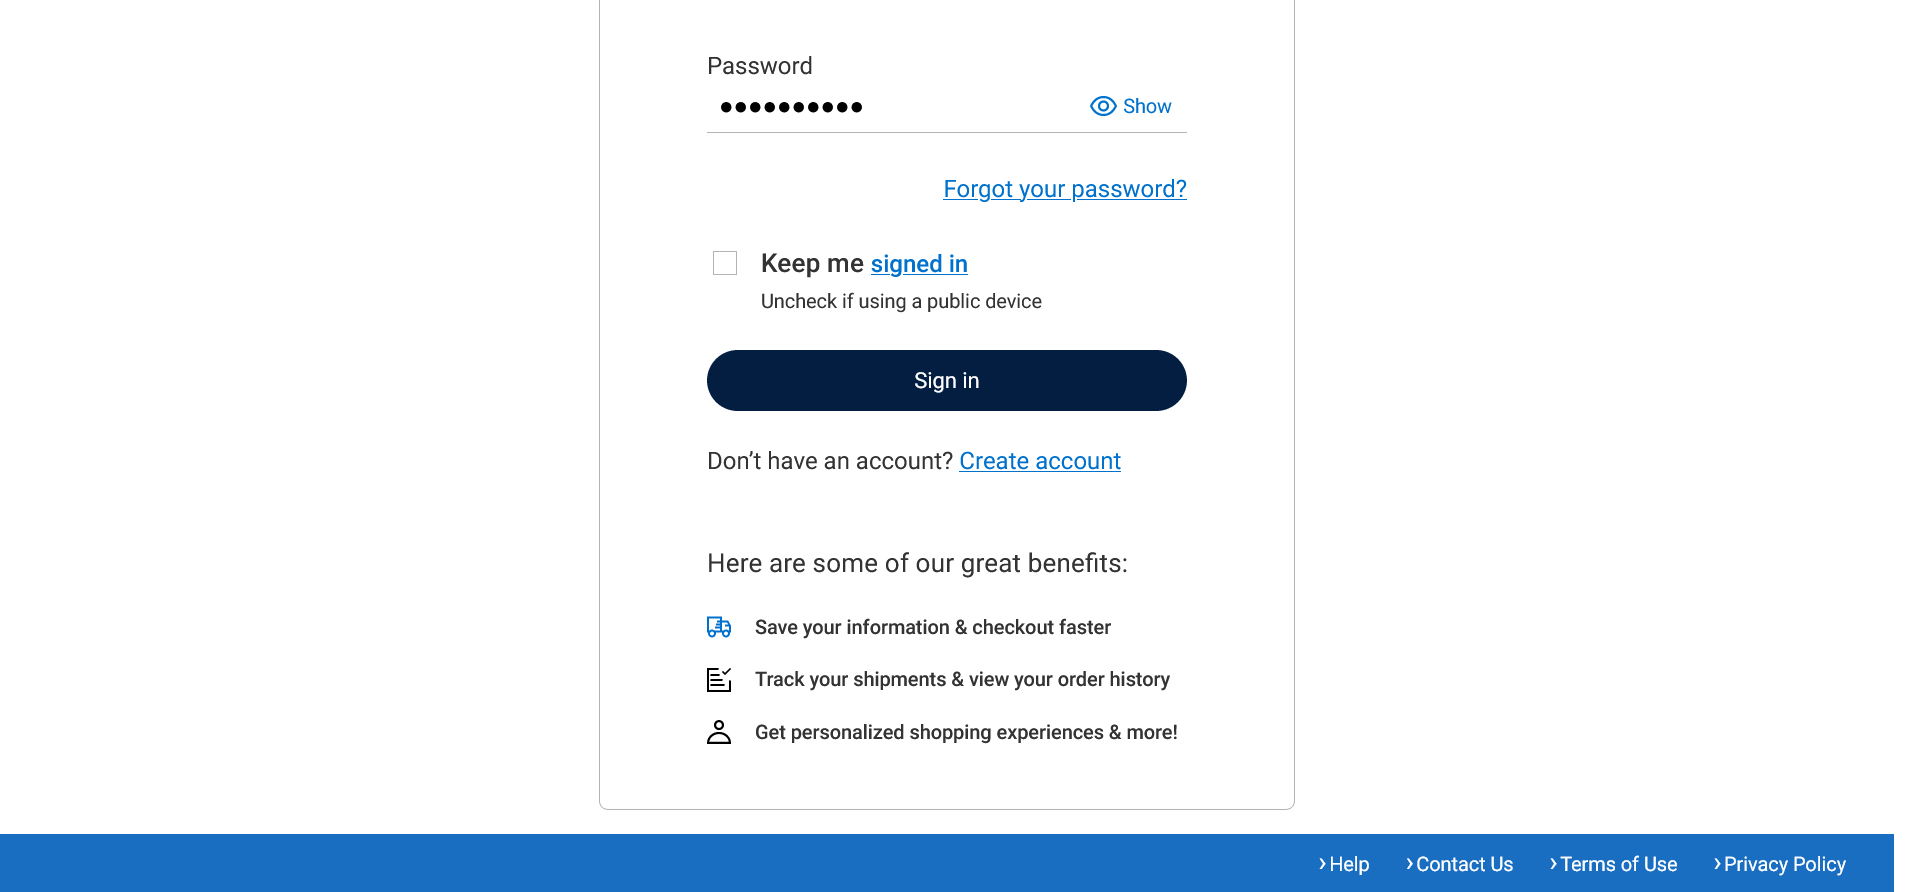 Password
•••••••••• Show
Forgot your password?
Keep me signed in
Uncheck if using a public device
Sign in
Don’t have an account? Create account
Here are some of our great benefits:
Save your information & checkout faster
Track your shipments & view your order history
Get personalized shopping experiences & more!
› Help › Contact Us › Terms of Use › Privacy Policy